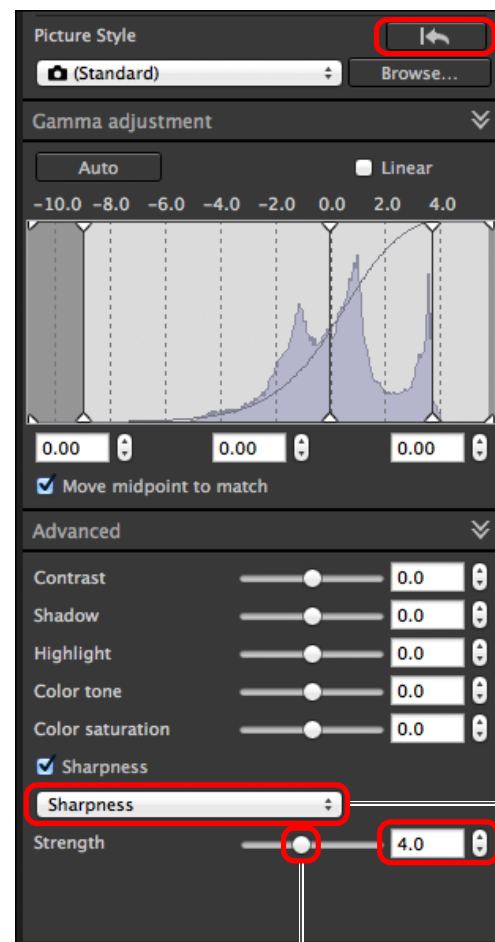 Picture Style
(Standard)
Browse...
Gamma adjustment
Auto
Linear
-10.0 -8.0 -6.0 -4.0 -2.0 0.0 2.0 4.0
0.00 0.00 0.00
Move midpoint to match
Advanced
Contrast 0.0
Shadow 0.0
Highlight 0.0
Color tone 0.0
Color saturation 0.0
Sharpness
Sharpness
Strength 4.0